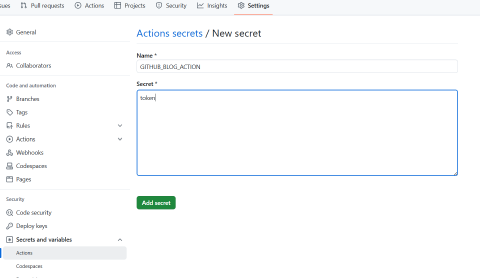 ues Pull requests Actions Projects Security Insights Settings
General
Access
Collaborators
Code and automation
Branches
Tags
Rules
Actions
Webhooks
Codespaces
Pages
Security
Code security
Deploy keys
Secrets and variables
Actions
Codespaces
Actions secrets / New secret
Name *
GITHUB_BLOG_ACTION
Secret *
token
Add secret